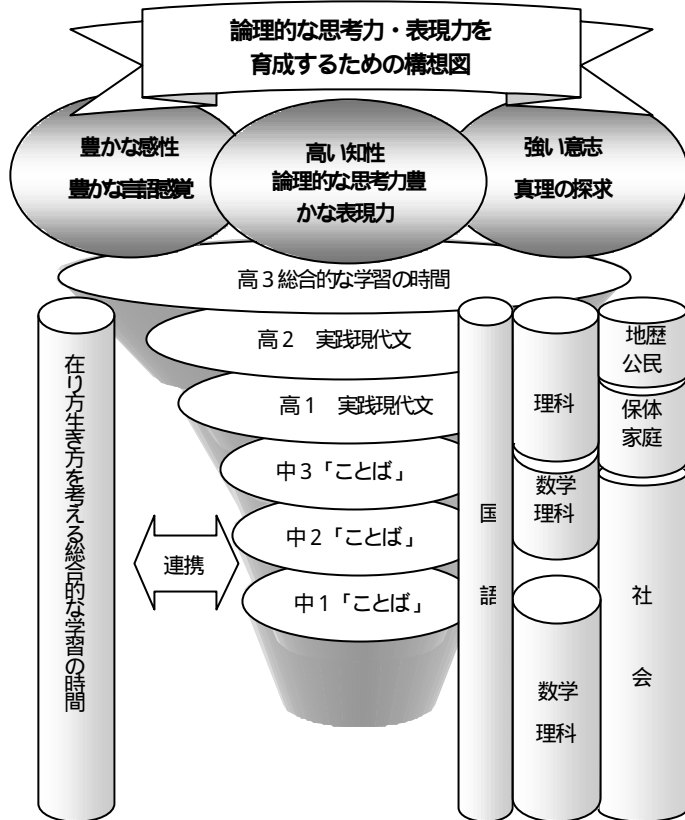 論理的な思考力・表現力を
育成するための構想図
豊かな感性
豊かな言語感覚
高い知性
論理的な思考力豊
かな表現力
強い意志
真理の探求
高3総合的な学習の時間
高2 実践現代文
高1 実践現代文
中3「ことば」
中2「ことば」
中1「ことば」
在り方生き方を考える総合的な学習の時間
連携
国語
理科
数学
理科
数学
理科
地歴
公民
保体
家庭
社会